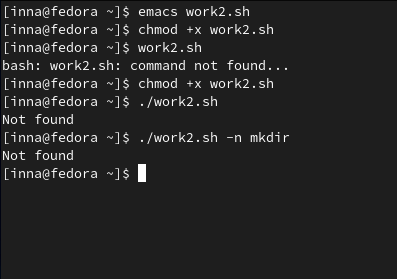 [inna@fedora ~]$ emacs work2.sh
[inna@fedora ~]$ chmod +x work2.sh
[inna@fedora ~]$ work2.sh
bash: work2.sh: command not found...
[inna@fedora ~]$ chmod +x work2.sh
[inna@fedora ~]$ ./work2.sh
Not found
[inna@fedora ~]$ ./work2.sh -n mkdir
Not found
[inna@fedora ~]$